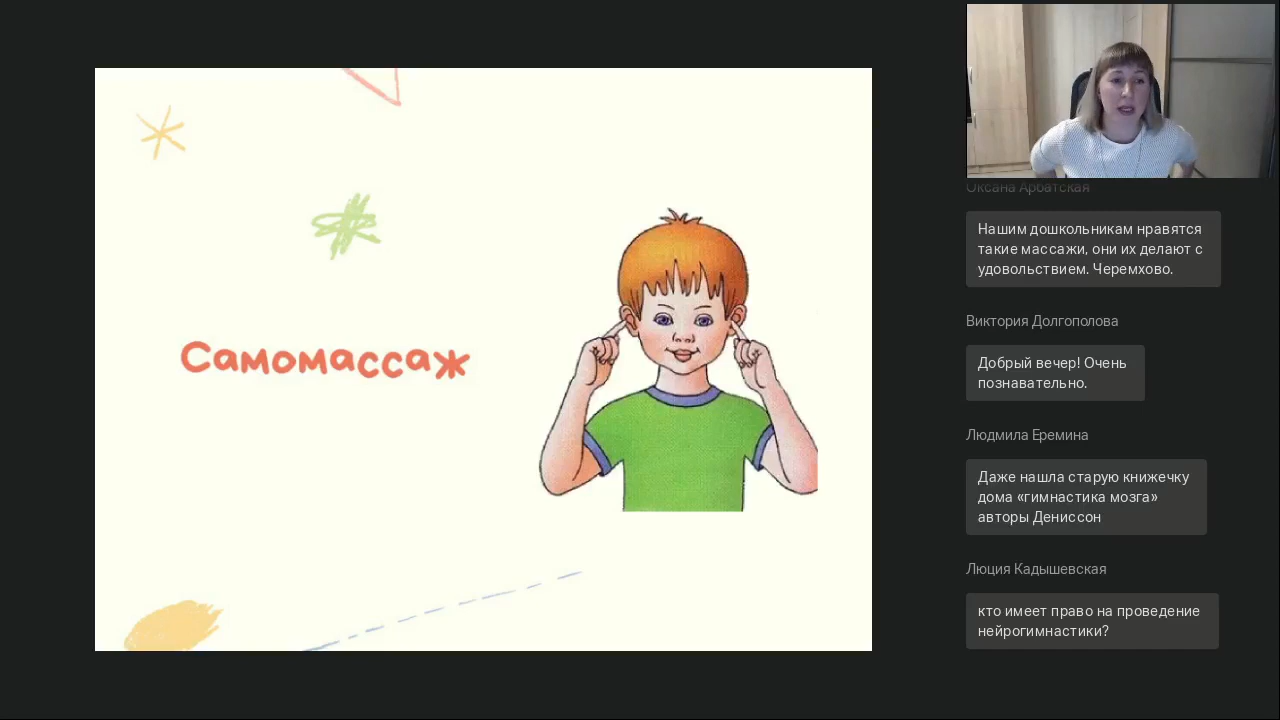 Самомассаж
Оксана Арбатская
Нашим дошкольникам нравятся
такие массажи, они их делают с
удовольствием. Черемхово.
Виктория Долгополова
Добрый вечер! Очень
познавательно.
Людмила Еремина
Даже нашла старую книжечку
дома «гимнастика мозга»
авторы Дениссон
Люция Кадышевская
кто имеет право на проведение
нейрогимнастики?